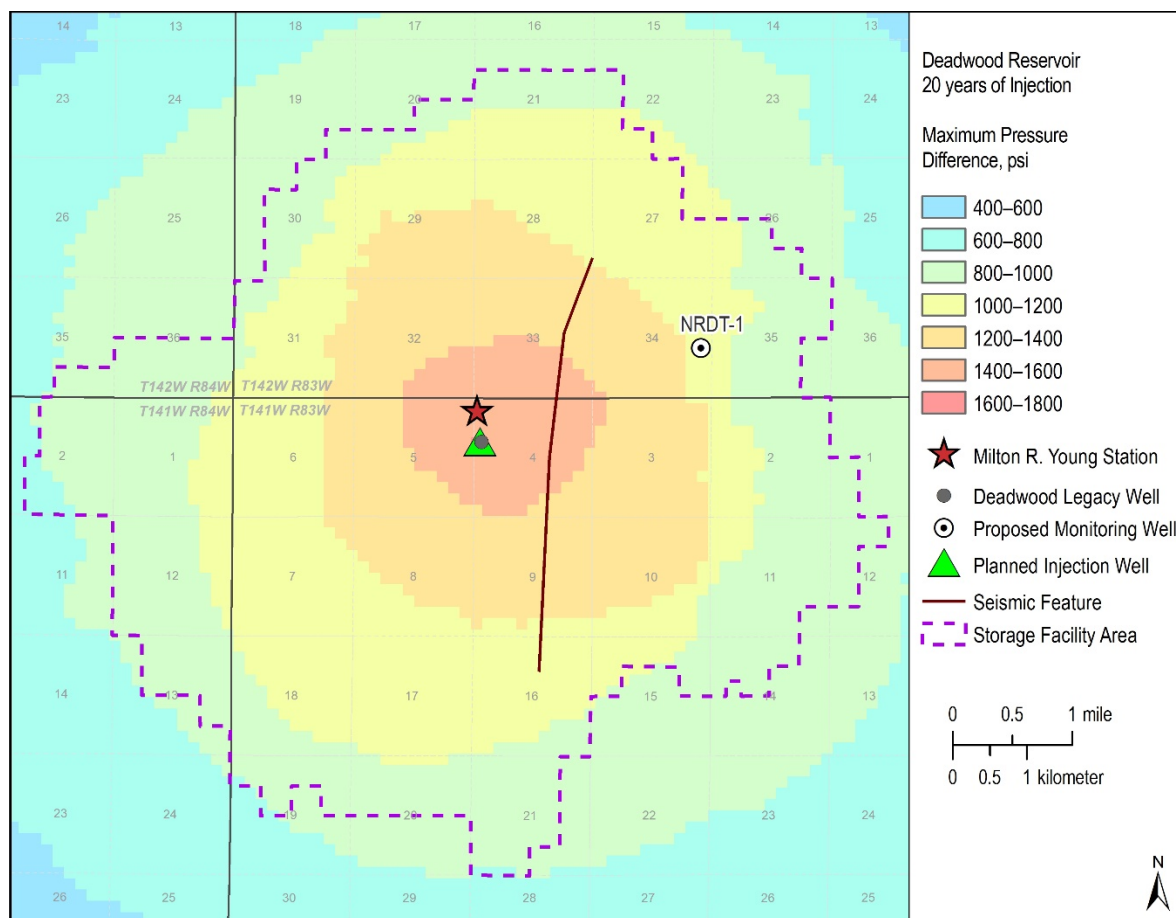 14 13 18 17 16 15 14 13
23 24 19 20 21 22 23 24
26 25 30 29 28 27 26 25
NRDT-1
35 36 31 32 33 34 35 36
T142W R84W T142W R83W
T141W R84W T141W R83W
2 1 6 5 4 3 2 1
11 12 7 8 9 10 11 12
14 13 18 17 16 15 14 13
23 24 19 20 21 22 23 24
26 25 30 29 28 27 26 25
Deadwood Reservoir
20 years of Injection
Maximum Pressure
Difference, psi
400–600
600–800
800–1000
1000–1200
1200–1400
1400–1600
1600–1800
Milton R. Young Station
Deadwood Legacy Well
Proposed Monitoring Well
Planned Injection Well
Seismic Feature
Storage Facility Area
0 0.5 1 mile
0 0.5 1 kilometer
N